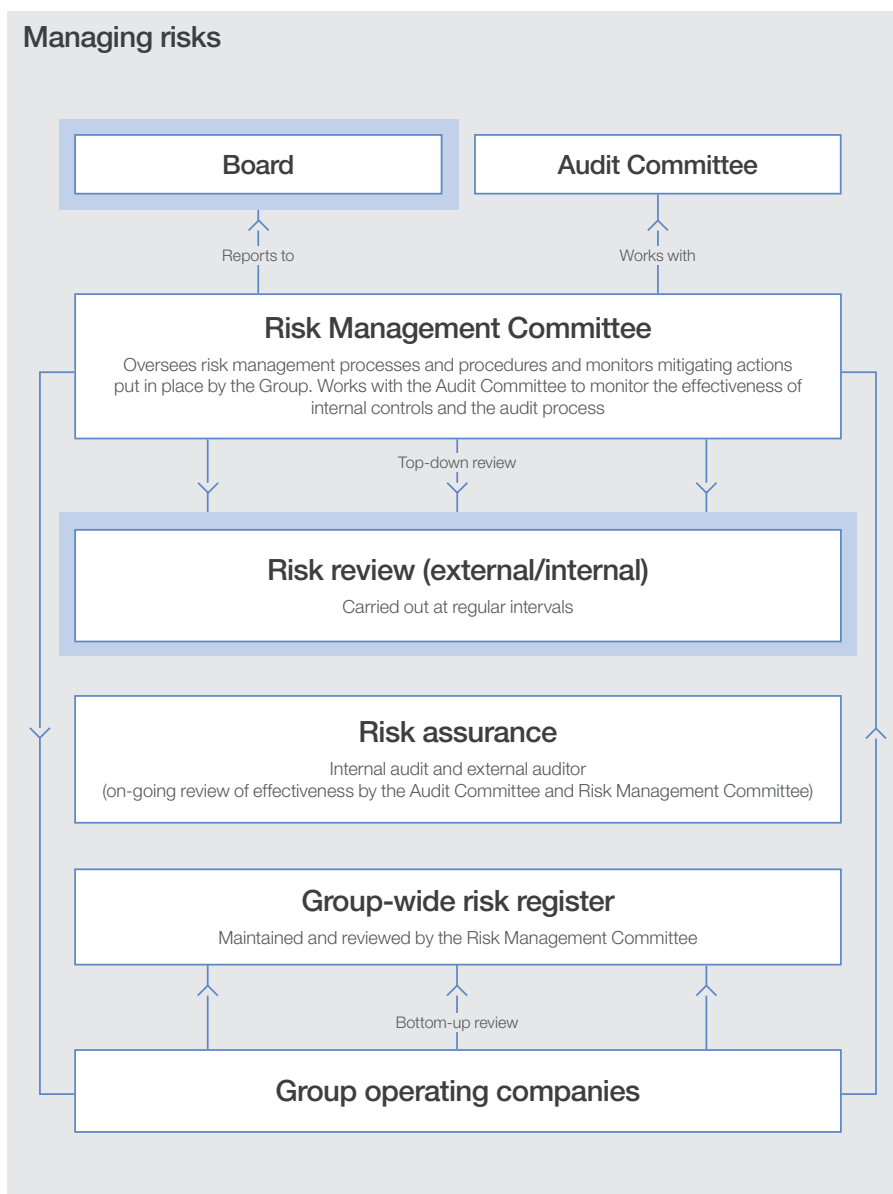 Managing risks
Board
Audit Committee
Reports to
Works with
Risk Management Committee
Oversees risk management processes and procedures and monitors mitigating actions
put in place by the Group. Works with the Audit Committee to monitor the effectiveness of
internal controls and the audit process
Top-down review
Risk review (external/internal)
Carried out at regular intervals
Risk assurance
Internal audit and external auditor
(on-going review of effectiveness by the Audit Committee and Risk Management Committee)
Group-wide risk register
Maintained and reviewed by the Risk Management Committee
Bottom-up review
Group operating companies